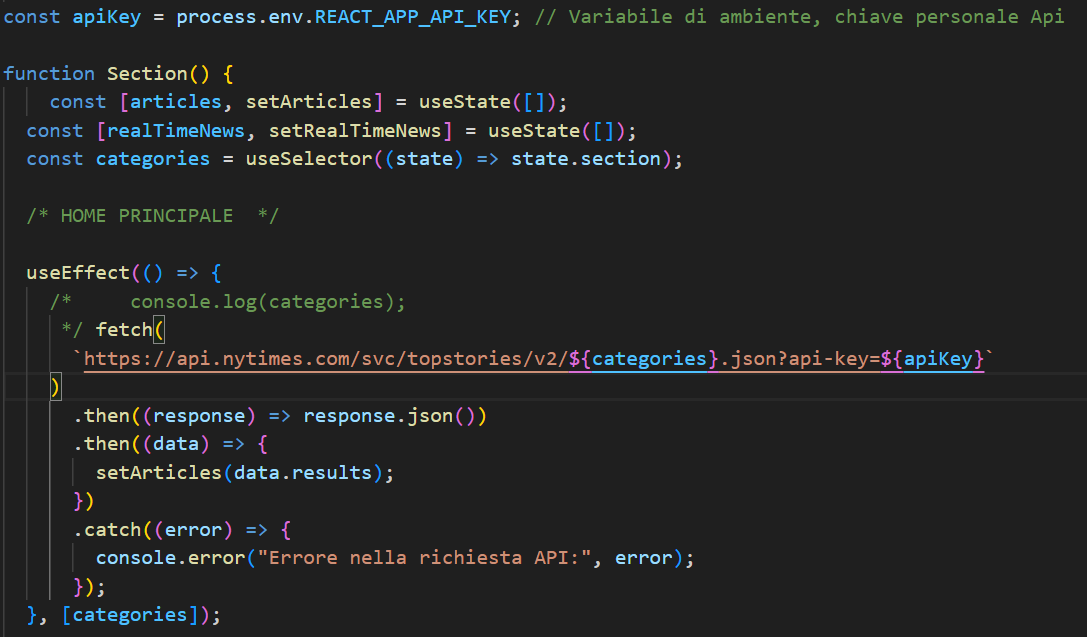 const apiKey = process.env.REACT_APP_API_KEY; // Variabile di ambiente, chiave personale Api
function Section() {
const [articles, setArticles] = useState([]);
const [realTimeNews, setRealTimeNews] = useState([]);
const categories = useSelector((state) => state.section);
/* HOME PRINCIPALE  */
useEffect(() => {
/*     console.log(categories);
*/ fetch(
`https://api.nytimes.com/svc/topstories/v2/${categories}.json?api-key=${apiKey}`
)
.then((response) => response.json())
.then((data) => {
setArticles(data.results);
})
.catch((error) => {
console.error("Errore nella richiesta API:", error);
});
}, [categories]);